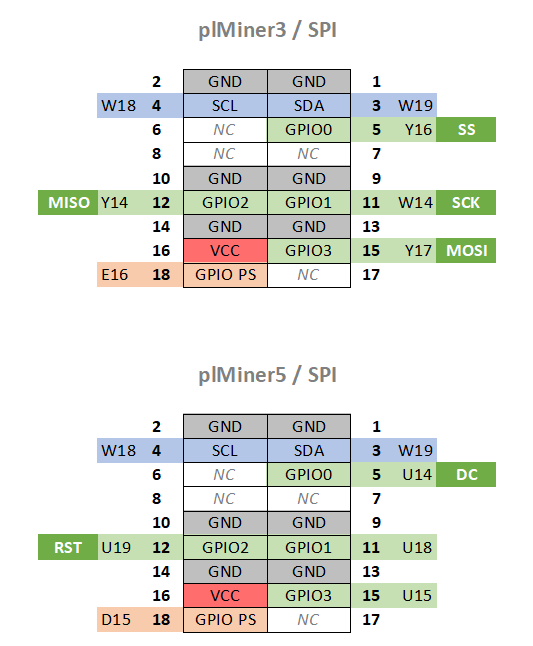 plMiner3 / SPI
2 GND GND 1
W18 4 SCL SDA 3 W19
6 NC GPIO0 5 Y16 SS
8 NC NC 7
10 GND GND 9
MISO Y14 12 GPIO2 GPIO1 11 W14 SCK
14 GND GND 13
16 VCC GPIO3 15 Y17 MOSI
E16 18 GPIO PS NC 17
plMiner5 / SPI
2 GND GND 1
W18 4 SCL SDA 3 W19
6 NC GPIO0 5 U14 DC
8 NC NC 7
10 GND GND 9
RST U19 12 GPIO2 GPIO1 11 U18
14 GND GND 13
16 VCC GPIO3 15 U15
D15 18 GPIO PS NC 17